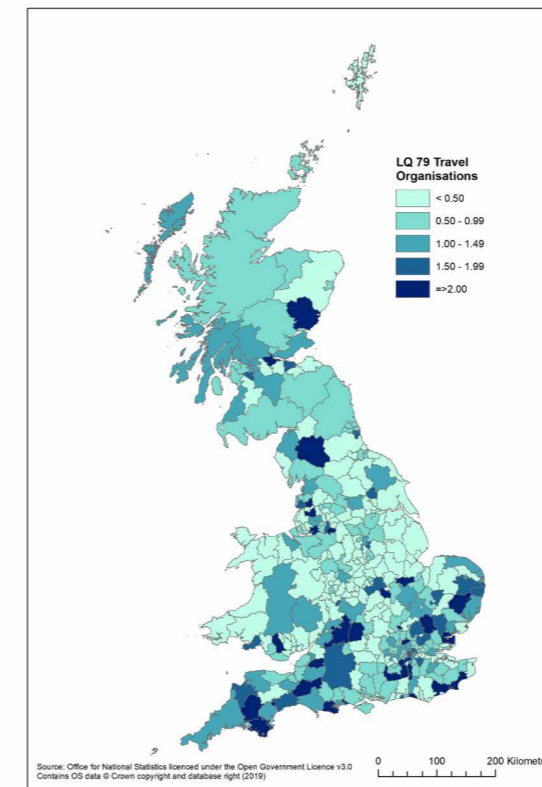 LQ 79 Travel
Organisations
< 0.50
0.50 - 0.99
1.00 - 1.49
1.50 - 1.99
=>2.00
Source: Office for National Statistics licenced under the Open Government Licence v3.0
Contains OS data © Crown copyright and database right (2019)
0 100 200 Kilometr